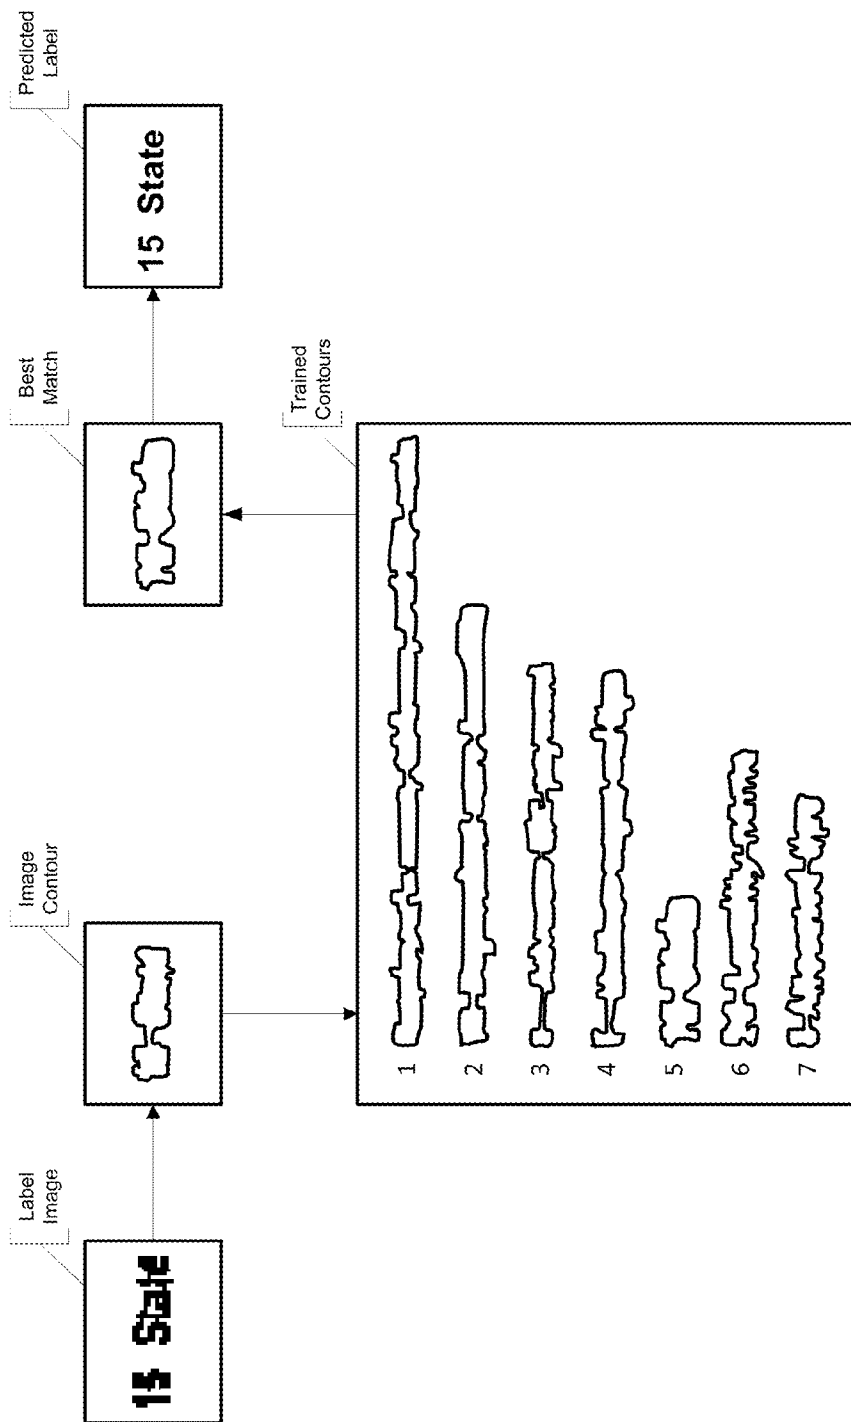 Label
Image
Image
Contour
Best
Match
Predicted
Label
15 State
15 State
Trained
Contours
1
2
3
4
5
6
7